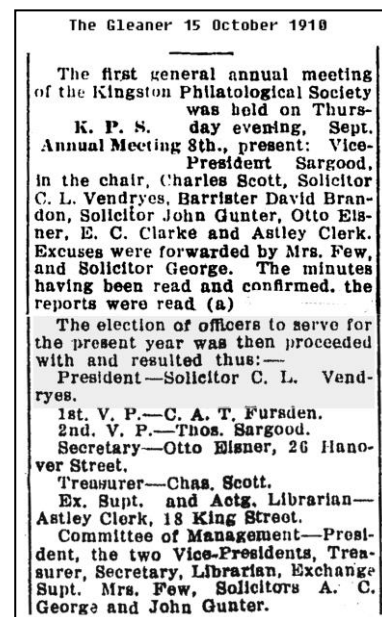 The Gleaner 15 October 1910
The first general annual meeting
of the Kingston Philatological Society
was held on Thurs-
K. P. S. day evening, Sept.
Annual Meeting 8th., present: Vice-
President Sargood,
in the chair, Charles Scott, Solicitor
C. L. Vendryes, Barrister David Bran-
don, Solicitor John Gunter, Otto Eis-
ner, E. C. Clarke and Astley Clerk.
Excuses were forwarded by Mrs. Few,
and Solicitor George. The minutes
having been read and confirmed, the
reports were read (a)
The election of officers to serve for
the present year was then proceeded
with and resulted thus:—
President—Solicitor C. L. Vend-
ryes.
1st. V. P.—C. A. T. Fursden.
2nd. V. P.—Thos. Sargood.
Secretary—Otto Eisner, 26 Hano-
ver Street.
Treasurer—Chas. Scott.
Ex. Supt. and Actg. Librarian—
Astley Clerk, 18 King Street.
Committee of Management—Presi-
dent, the two Vice-Presidents, Trea-
surer, Secretary, Librarian, Exchange
Supt. Mrs. Few, Solicitors A. C.
George and John Gunter.